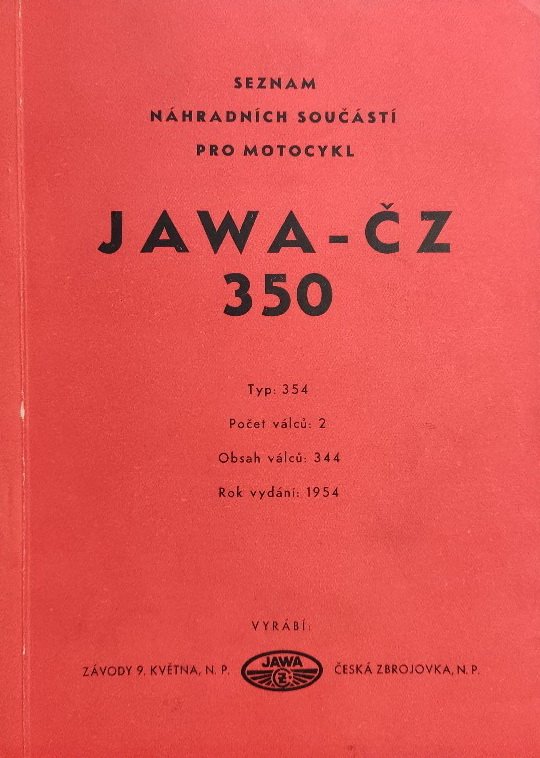 SEZNAM
NÁHRADNÍCH SOUČÁSTÍ
PRO MOTOCYKL
JAWA-ČZ
350
Typ: 354
Počet válců: 2
Obsah válců: 344
Rok vydání: 1954
VYRÁBÍ:
ZÁVODY 9. KVĚTNA, N. P. JAWA ČZ ČESKÁ ZBROJOVKA, N. P.